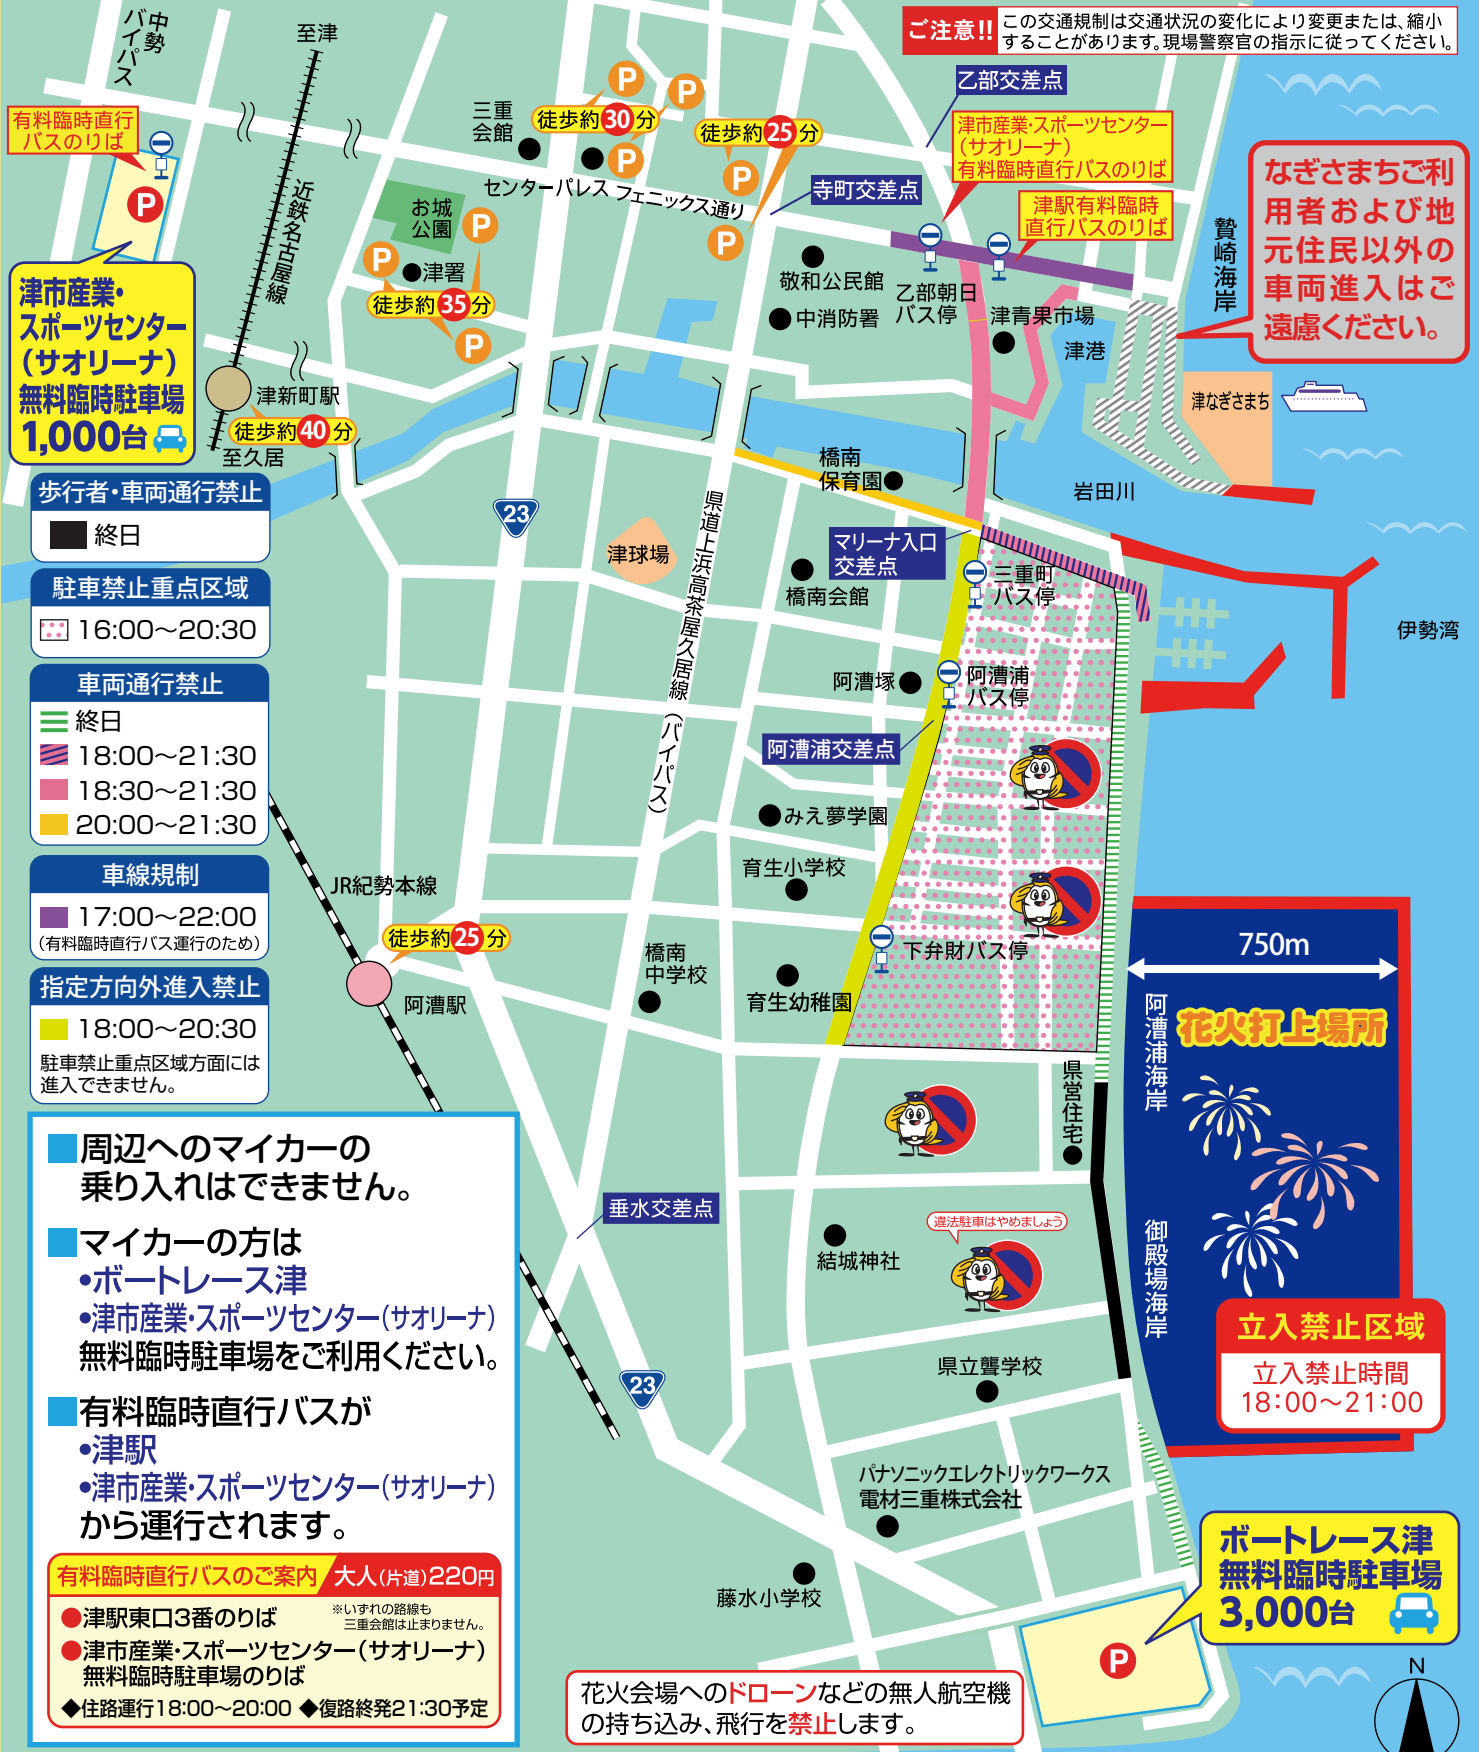 ご注意!!
この交通規制は交通状況の変化により変更または、縮小
することがあります。現場警察官の指示に従ってください。
中勢
バイパス
至津
有料臨時直行
バスのりば
P
近鉄名古屋線
津市産業・
スポーツセンター
(サオリーナ)
無料臨時駐車場
1,000台
三重
会館
P
P
徒歩約30分
P
センターパレス
フェニックス通り
徒歩約25分
P
P
お城
公園
P
P
津署
徒歩約35分
P
乙部交差点
津市産業・スポーツセンター
(サオリーナ)
有料臨時直行バスのりば
寺町交差点
津駅有料臨時
直行バスのりば
贄崎海岸
なぎさまちご利
用者および地
元住民以外の
車両進入はご
遠慮ください。
敬和公民館
乙部朝日
バス停
中消防署
津青果市場
津港
津なぎさまち
津新町駅
徒歩約40分
至久居
橋南
保育園
岩田川
23
県道上浜高茶屋久居線(バイパス)
津球場
マリーナ入口
交差点
橋南会館
三重町
バス停
伊勢湾
阿漕塚
阿漕浦
バス停
阿漕浦交差点
みえ夢学園
育生小学校
JR紀勢本線
徒歩約25分
阿漕駅
橋南
中学校
育生幼稚園
下弁財バス停
750m
阿漕浦海岸
花火打上場所
県営住宅
御殿場海岸
垂水交差点
結城神社
違法駐車はやめましょう
立入禁止区域
立入禁止時間
18:00〜21:00
県立聾学校
23
パナソニックエレクトリックワークス
電材三重株式会社
藤水小学校
ボートレース津
無料臨時駐車場
3,000台
P
N
花火会場へのドローンなどの無人航空機
の持ち込み、飛行を禁止します。
歩行者・車両通行禁止
終日
駐車禁止重点区域
16:00〜20:30
車両通行禁止
終日
18:00〜21:30
18:30〜21:30
20:00〜21:30
車線規制
17:00〜22:00
(有料臨時直行バス運行のため)
指定方向外進入禁止
18:00〜20:30
駐車禁止重点区域方面には
進入できません。
■周辺へのマイカーの
乗り入れはできません。
■マイカーの方は
•ボートレース津
•津市産業・スポーツセンター(サオリーナ)
無料臨時駐車場をご利用ください。
■有料臨時直行バスが
•津駅
•津市産業・スポーツセンター(サオリーナ)
から運行されます。
有料臨時直行バスのご案内
大人(片道)220円
●津駅東口3番のりば
※いずれの路線も
三重会館は止まりません。
●津市産業・スポーツセンター(サオリーナ)
無料臨時駐車場のりば
◆往路運行18:00〜20:00 ◆復路終発21:30予定